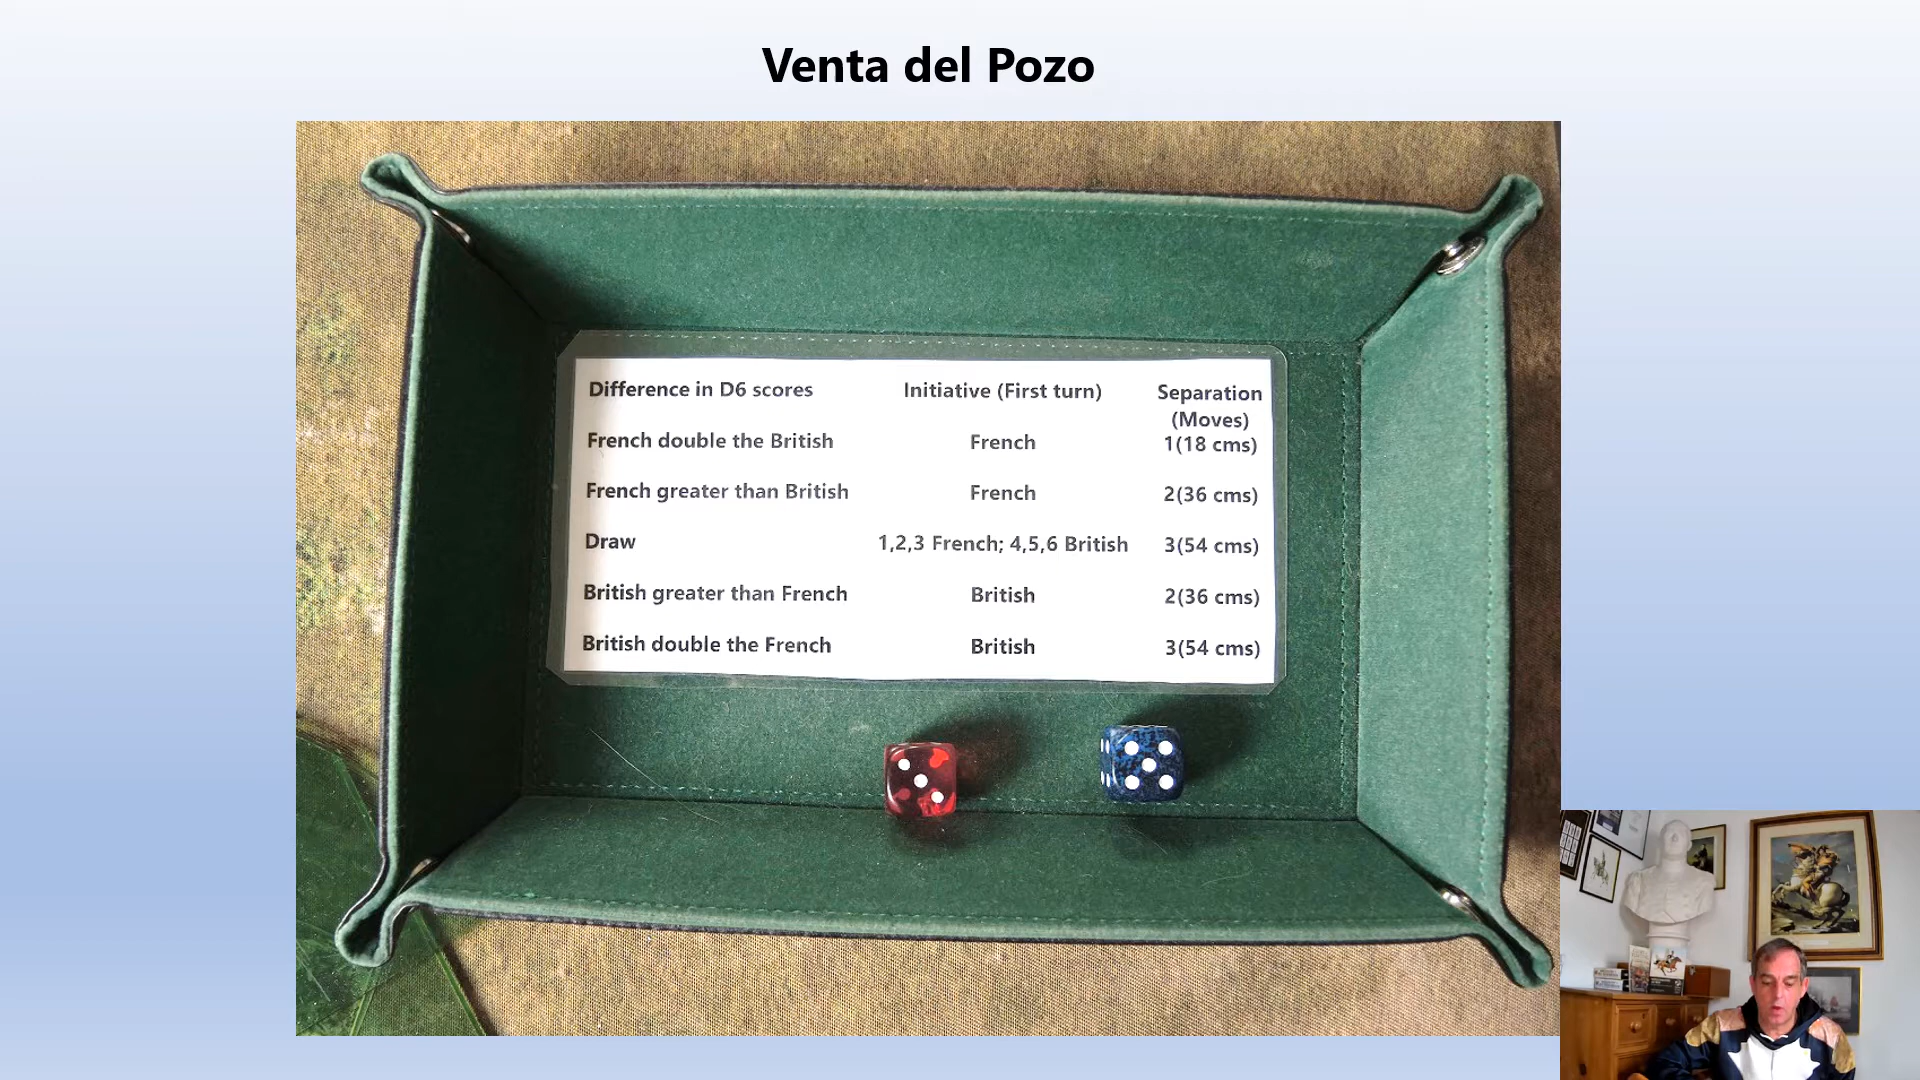 Venta del Pozo
Difference in D6 scores Initiative (First turn) Separation
(Moves)
French double the British French 1(18 cms)
French greater than British French 2(36 cms)
Draw 1,2,3 French; 4,5,6 British 3(54 cms)
British greater than French British 2(36 cms)
British double the French British 3(54 cms)